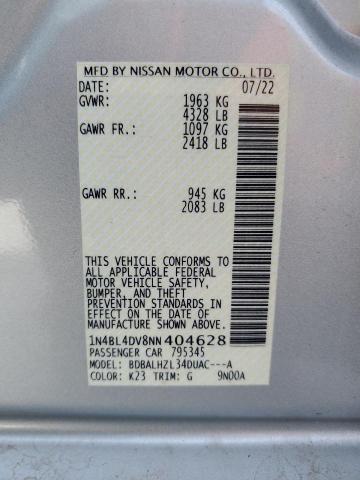 MFD BY NISSAN MOTOR CO., LTD.
DATE: 07/22
GVWR: 1963 KG
4328 LB
GAWR FR.: 1097 KG
2418 LB
GAWR RR.: 945 KG
2083 LB
THIS VEHICLE CONFORMS TO
ALL APPLICABLE FEDERAL
MOTOR VEHICLE SAFETY,
BUMPER, AND THEFT
PREVENTION STANDARDS IN
EFFECT ON THE DATE OF
MANUFACTURE SHOWN ABOVE.
1N4BL4DV8NN404628
PASSENGER CAR 795345
MODEL: BDBALHZL34DUAC---A
COLOR: K23 TRIM: G 9N00A